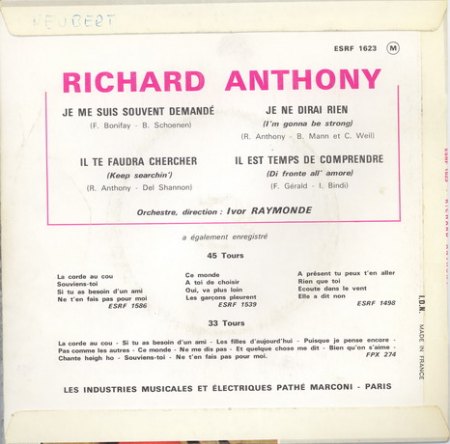 NEUBERT
ESRF 1623 M
RICHARD ANTHONY
JE ME SUIS SOUVENT DEMANDÉ
(F. Bonifay - B. Schoenen)
JE NE DIRAI RIEN
(I'm gonna be strong)
(R. Anthony - B. Mann et C. Weil)
IL TE FAUDRA CHERCHER
(Keep searchin')
(R. Anthony - Del Shannon)
IL EST TEMPS DE COMPRENDRE
(Di fronte all' amore)
(F. Gérald - I. Bindi)
Orchestre, direction : Ivor RAYMONDE
a également enregistré
45 Tours
La corde au cou
Souviens-toi
Si tu as besoin d'un ami
Ne t'en fais pas pour moi
ESRF 1586
Ce monde
A toi de choisir
Oui, va plus loin
Les garçons pleurent
ESRF 1539
A présent tu peux t'en aller
Rien que toi
Ecoute dans le vent
Elle a dit non
ESRF 1498
33 Tours
La corde au cou - Si tu as besoin d'un ami - Les filles d'aujourd'hui - Puisque je pense encore -
Pas comme les autres - Ce monde - Ne me dis pas - Et quelque chose me dit - Bien qu'on s'aime -
Chante heigh ho - Souviens-toi - Ne t'en fais pas pour moi.
FPX 274
LES INDUSTRIES MUSICALES ET ÉLECTRIQUES PATHÉ MARCONI - PARIS
I.D.N. MADE IN FRANCE